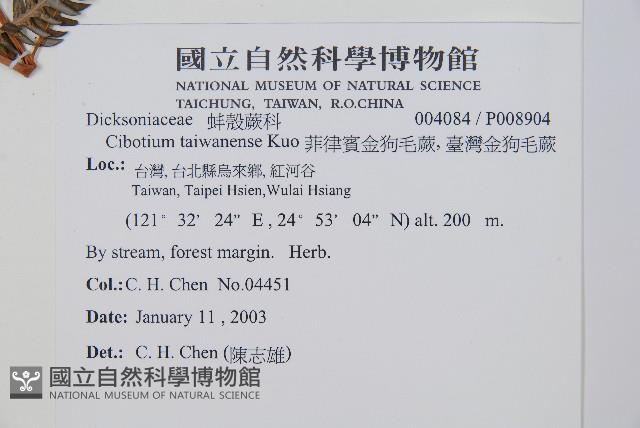 國立自然科學博物館
NATIONAL MUSEUM OF NATURAL SCIENCE
TAICHUNG, TAIWAN, R.O.CHINA
Dicksoniaceae 蚌殼蕨科 004084 / P008904
Cibotium taiwanense Kuo 菲律賓金狗毛蕨, 臺灣金狗毛蕨
Loc.: 台灣, 台北縣烏來鄉, 紅河谷
Taiwan, Taipei Hsien,Wulai Hsiang
(121° 32’ 24” E , 24° 53’ 04” N) alt. 200 m.
By stream, forest margin. Herb.
Col.: C. H. Chen No.04451
Date: January 11 , 2003
Det.: C. H. Chen (陳志雄)
國立自然科學博物館
NATIONAL MUSEUM OF NATURAL SCIENCE